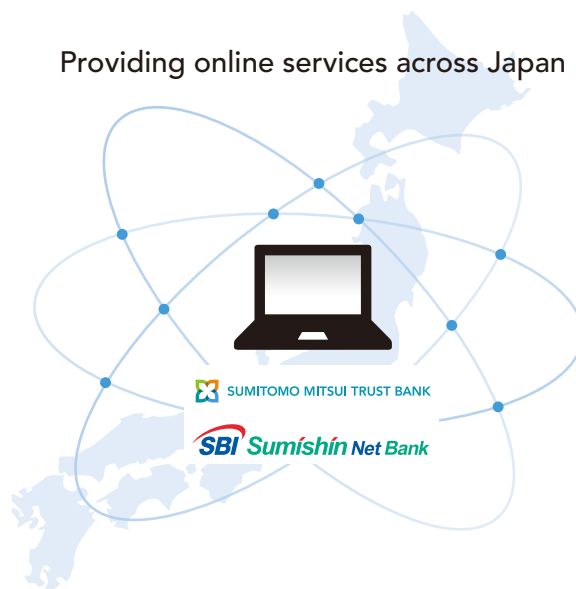 Providing online services across Japan
SUMITOMO MITSUI TRUST BANK
SBI Sumishin Net Bank